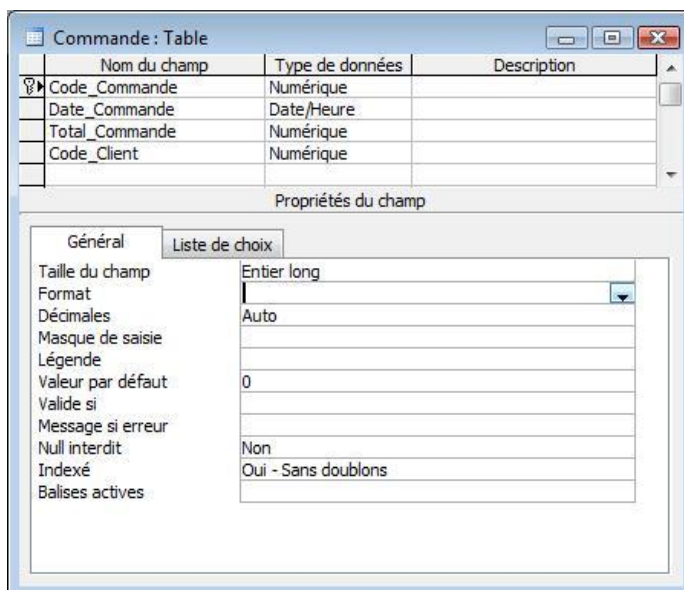 Commande : Table
Nom du champ Type de données Description
Code_Commande Numérique
Date_Commande Date/Heure
Total_Commande Numérique
Code_Client Numérique
Propriétés du champ
Général Liste de choix
Taille du champ Entier long
Format
Décimales Auto
Masque de saisie
Légende
Valeur par défaut 0
Valide si
Message si erreur
Null interdit Non
Indexé Oui - Sans doublons
Balises actives